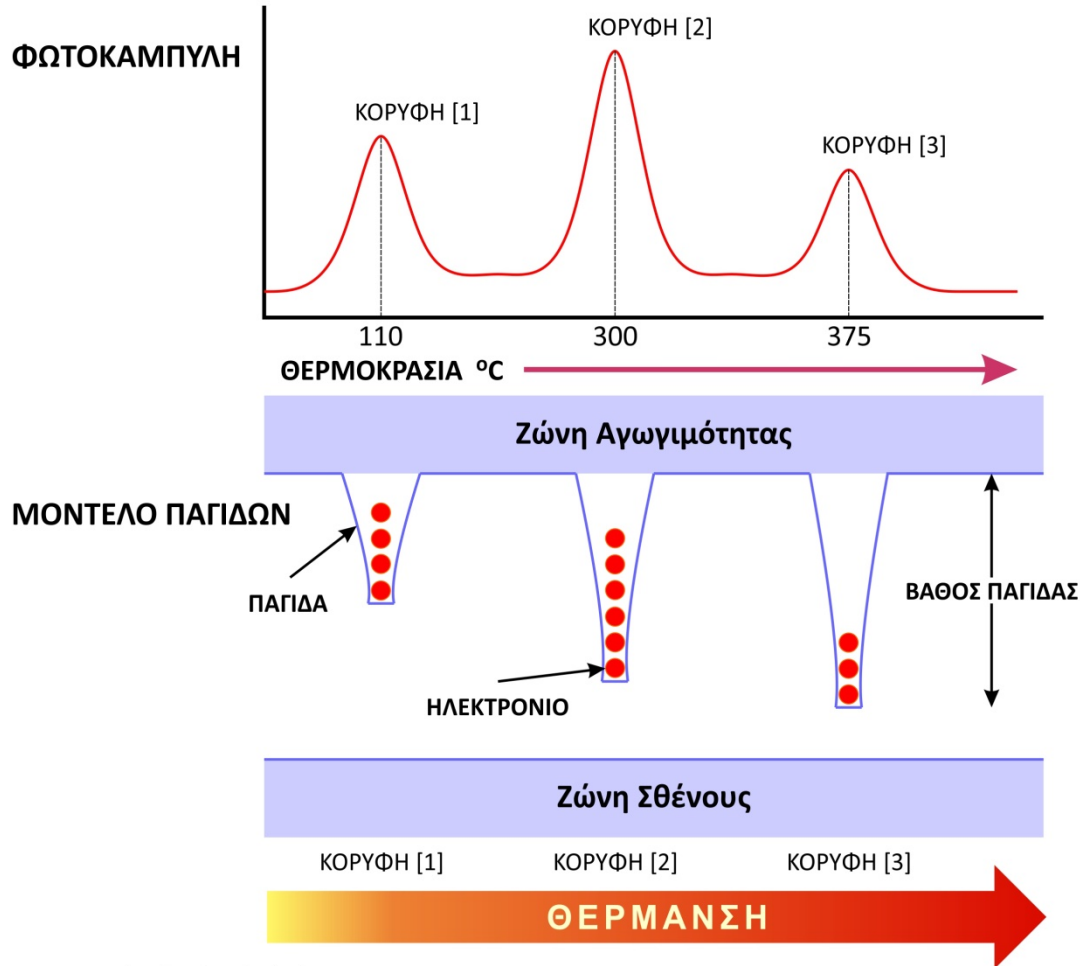 ΦΩΤΟΚΑΜΠΥΛΗ
ΚΟΡΥΦΗ [1]
ΚΟΡΥΦΗ [2]
ΚΟΡΥΦΗ [3]
110 300 375
ΘΕΡΜΟΚΡΑΣΙΑ ºC
Ζώνη Αγωγιμότητας
ΜΟΝΤΕΛΟ ΠΑΓΙΔΩΝ
ΠΑΓΙΔΑ
ΗΛΕΚΤΡΟΝΙΟ
ΒΑΘΟΣ ΠΑΓΙΔΑΣ
Ζώνη Σθένους
ΚΟΡΥΦΗ [1] ΚΟΡΥΦΗ [2] ΚΟΡΥΦΗ [3]
ΘΕΡΜΑΝΣΗ